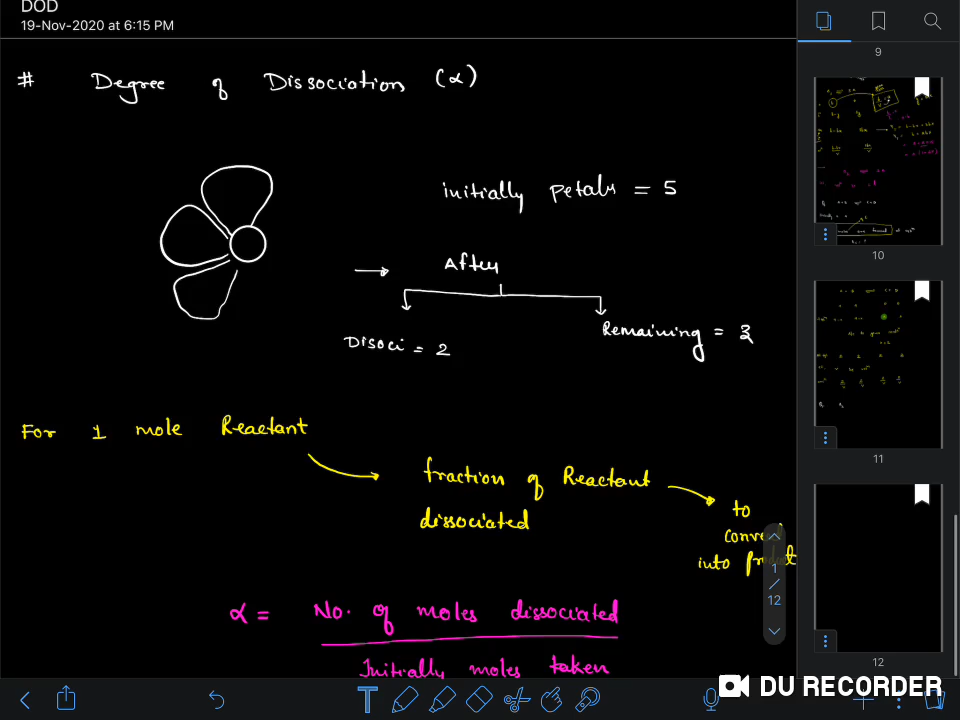 DOD
19-Nov-2020 at 6:15 PM
# Degree of Dissociation (α)
initially petals = 5
After
Disoci = 2
Remaining = 3
For 1 mole Reactant
fraction of Reactant
dissociated
to
into
α = No. of moles dissociated
Initially moles taken
9
10
11
12
1
/
12
T
DU RECORDER